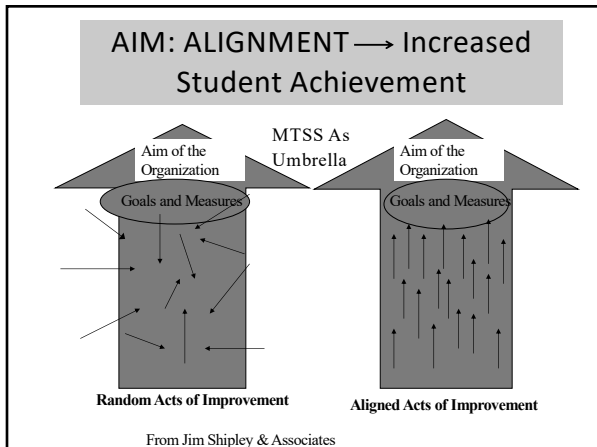 AIM: ALIGNMENT → Increased
Student Achievement
MTSS As
Umbrella
Aim of the
Organization
Goals and Measures
Random Acts of Improvement
Aim of the
Organization
Goals and Measures
Aligned Acts of Improvement
From Jim Shipley & Associates